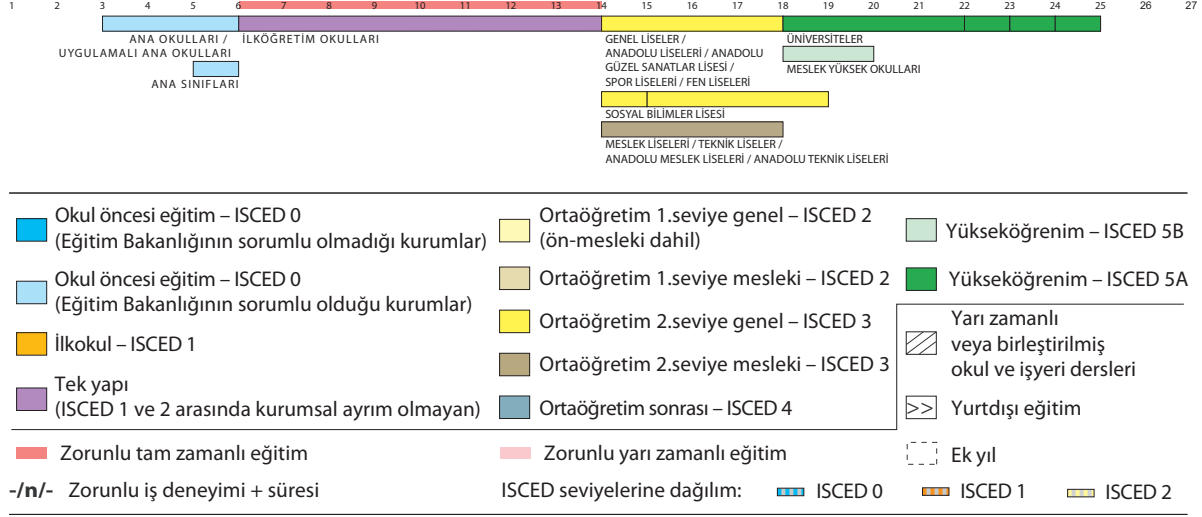 1 2 3 4 5 6 7 8 9 10 11 12 13 14 15 16 17 18 19 20 21 22 23 24 25 26 27
ANA OKULLARI /
UYGULAMALI ANA OKULLARI
İLKÖĞRETİM OKULLARI
ANA SINIFLARI
GENEL LİSELER /
ANADOLU LİSELERİ / ANADOLU
GÜZEL SANATLAR LİSESİ /
SPOR LİSELERİ / FEN LİSELERİ
ÜNİVERSİTELER
MESLEK YÜKSEK OKULLARI
SOSYAL BİLİMLER LİSESİ
MESLEK LİSELERİ / TEKNİK LİSELER /
ANADOLU MESLEK LİSELERİ / ANADOLU TEKNİK LİSELERİ
Okul öncesi eğitim – ISCED 0
(Eğitim Bakanlığının sorumlu olmadığı kurumlar)
Okul öncesi eğitim – ISCED 0
(Eğitim Bakanlığının sorumlu olduğu kurumlar)
İlkokul – ISCED 1
Tek yapı
(ISCED 1 ve 2 arasında kurumsal ayrım olmayan)
Ortaöğretim 1.seviye genel – ISCED 2
(ön-mesleki dahil)
Ortaöğretim 1.seviye mesleki – ISCED 2
Ortaöğretim 2.seviye genel – ISCED 3
Ortaöğretim 2.seviye mesleki – ISCED 3
Ortaöğretim sonrası – ISCED 4
Yükseköğrenim – ISCED 5B
Yükseköğrenim – ISCED 5A
Yarı zamanlı
veya birleştirilmiş
okul ve işyeri dersleri
>> Yurtdışı eğitim
Zorunlu tam zamanlı eğitim
Zorunlu yarı zamanlı eğitim
Ek yıl
-/n/- Zorunlu iş deneyimi + süresi
ISCED seviyelerine dağılım: ISCED 0 ISCED 1 ISCED 2